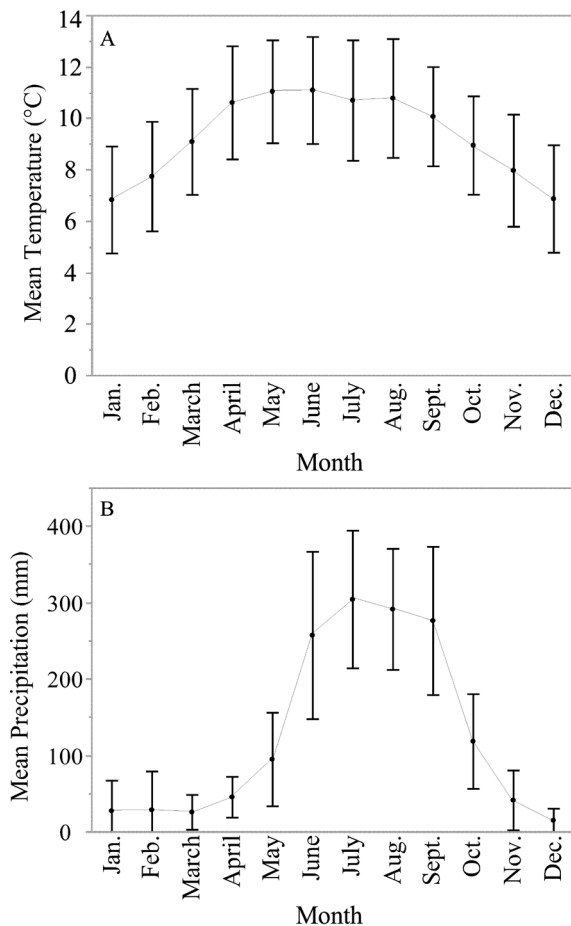 A
Mean Temperature (°C)
14
12
10
8
6
4
2
0
Jan.
Feb.
March
April
May
June
July
Aug.
Sept.
Oct.
Nov.
Dec.
Month
B
Mean Precipitation (mm)
400
300
200
100
0
Jan.
Feb.
March
April
May
June
July
Aug.
Sept.
Oct.
Nov.
Dec.
Month